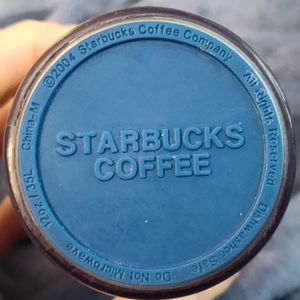 STARBUCKS
COFFEE
©2004 Starbucks Coffee Company
All Rights Reserved
Dishwasher Safe
Do Not Microwave
12oz/.35L
China-M